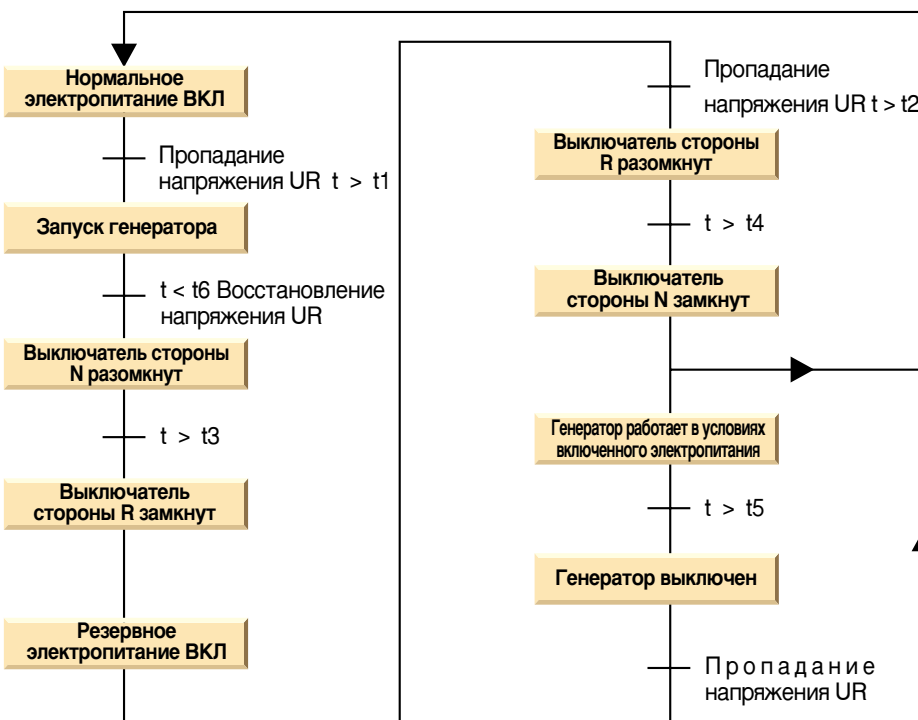 Нормальное
электропитание ВКЛ
Пропадание
напряжения UR t > t1
Запуск генератора
t < t6 Восстановление
напряжения UR
Выключатель стороны
N разомкнут
t > t3
Выключатель
стороны R замкнут
Резервное
электропитание ВКЛ
Пропадание
напряжения UR t > t2
Выключатель стороны
R разомкнут
t > t4
Выключатель
стороны N замкнут
Генератор работает в условиях
включенного электропитания
t > t5
Генератор выключен
Пропадание
напряжения UR